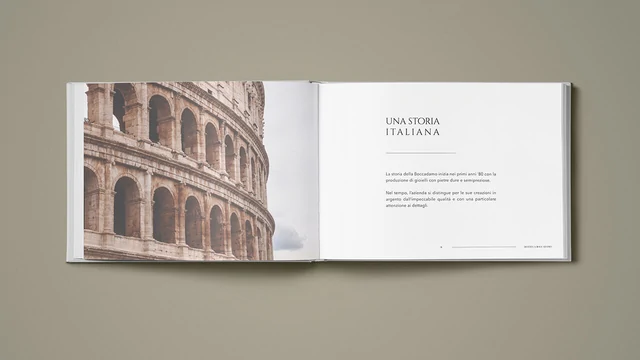 UNA STORIA
ITALIANA
La storia della Boccadamo inizia nei primi anni '80 con la
produzione di gioielli con pietre dure e semipreziose.
Nel tempo, l'azienda si distingue per le sue creazioni in
argento dall'impeccabile qualità e con una particolare
attenzione ai dettagli.